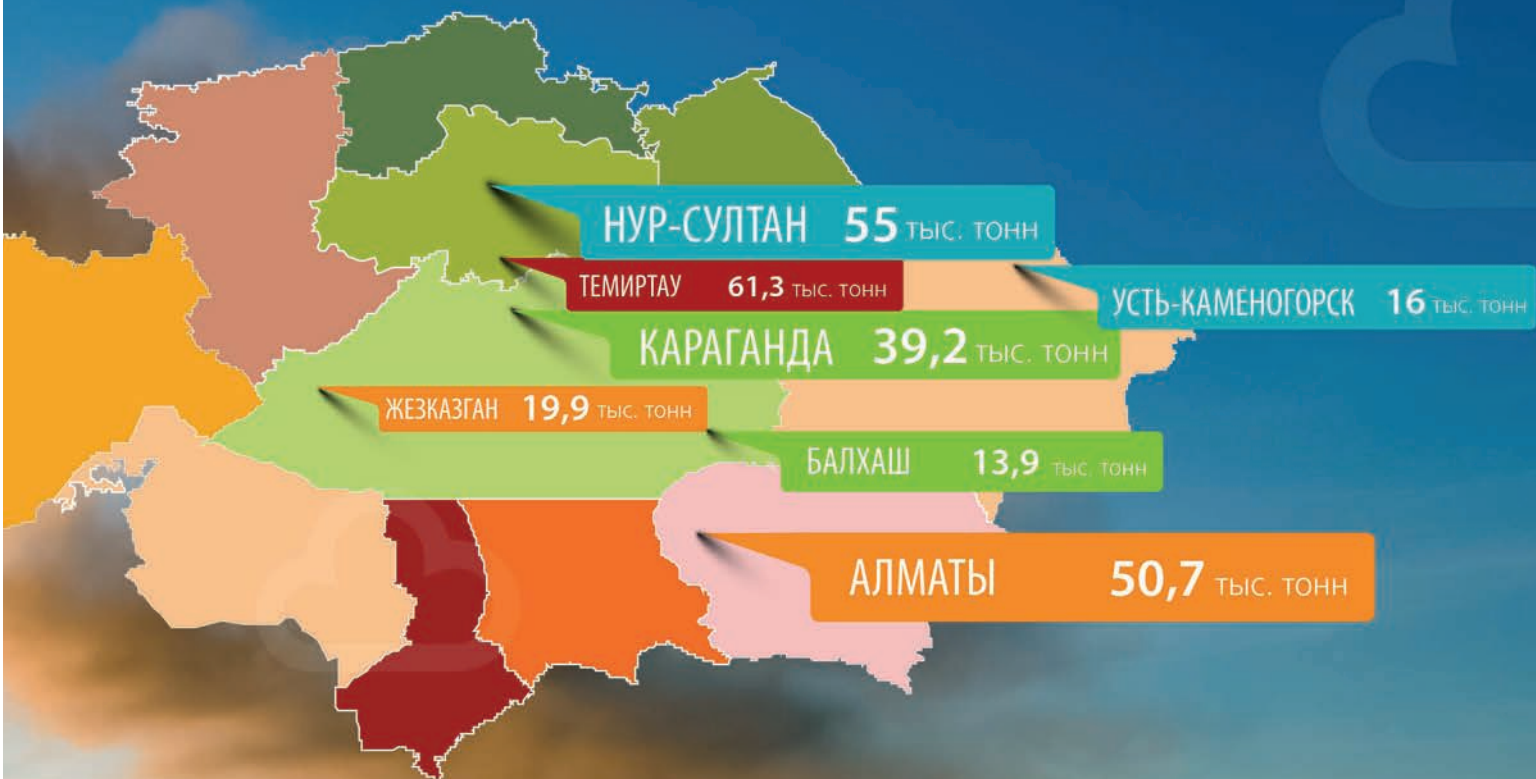 НУР-СУЛТАН 55 тыс. тонн
ТЕМИРТАУ 61,3 тыс. тонн
УСТЬ-КАМЕНОГОРСК 16 тыс. тонн
КАРАГАНДА 39,2 тыс. тонн
ЖЕЗКАЗГАН 19,9 тыс. тонн
БАЛХАШ 13,9 тыс. тонн
АЛМАТЫ 50,7 тыс. тонн